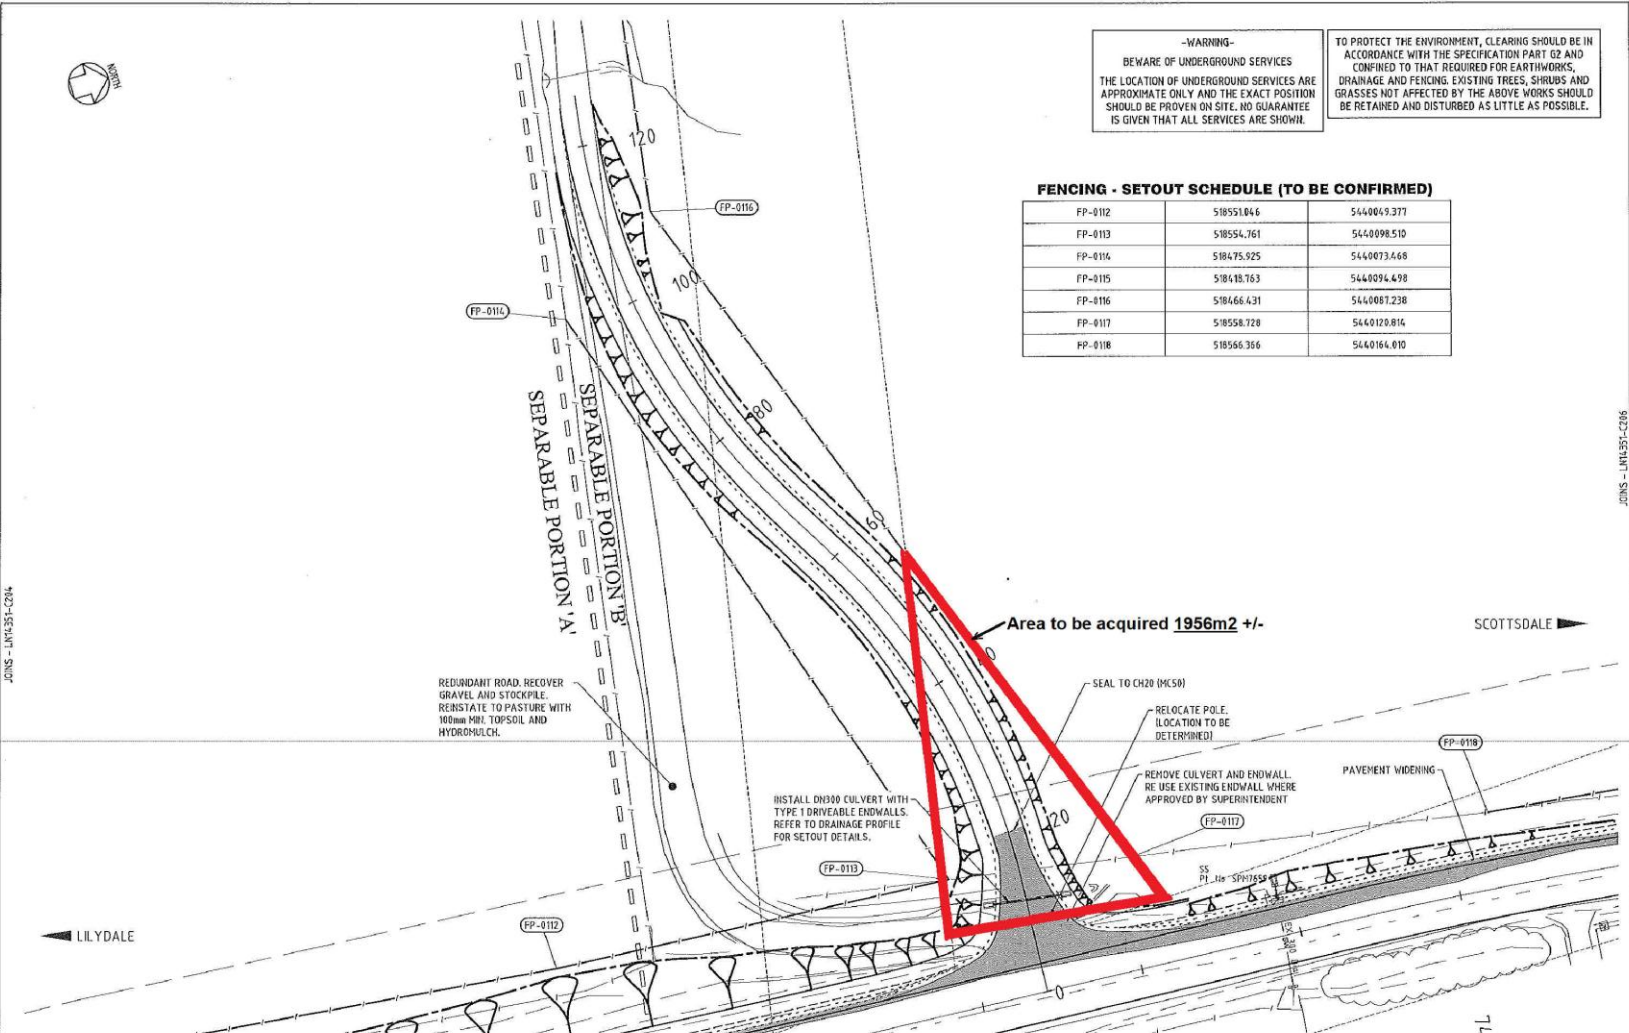 NORTH
-WARNING-
BEWARE OF UNDERGROUND SERVICES
THE LOCATION OF UNDERGROUND SERVICES ARE
APPROXIMATE ONLY AND THE EXACT POSITION
SHOULD BE PROVEN ON SITE. NO GUARANTEE
IS GIVEN THAT ALL SERVICES ARE SHOWN.
TO PROTECT THE ENVIRONMENT, CLEARING SHOULD BE IN
ACCORDANCE WITH THE SPECIFICATION PART G2 AND
CONFINED TO THAT REQUIRED FOR EARTHWORKS,
DRAINAGE AND FENCING. EXISTING TREES, SHRUBS AND
GRASSES NOT AFFECTED BY THE ABOVE WORKS SHOULD
BE RETAINED AND DISTURBED AS LITTLE AS POSSIBLE.
FENCING - SETOUT SCHEDULE (TO BE CONFIRMED)
FP-0112 518551.046 5440049.377
FP-0113 518554.761 5440098.510
FP-0114 518475.925 5440073.468
FP-0115 518418.763 5440094.498
FP-0116 518466.431 5440087.238
FP-0117 518558.728 5440120.814
FP-0118 518566.366 5440164.010
120
FP-0116
100
FP-0114
80
SEPARABLE PORTION 'A'
SEPARABLE PORTION 'B'
60
JOINS - LN14351-C204
JOINS - LN14351-C206
Area to be acquired 1956m2 +/-
SCOTTSDALE
REDUNDANT ROAD. RECOVER
GRAVEL AND STOCKPILE.
REINSTATE TO PASTURE WITH
100mm MIN. TOPSOIL AND
HYDROMULCH.
SEAL TO CH20 (MC50)
RELOCATE POLE.
(LOCATION TO BE
DETERMINED)
FP-0118
REMOVE CULVERT AND ENDWALL.
RE USE EXISTING ENDWALL WHERE
APPROVED BY SUPERINTENDENT
PAVEMENT WIDENING
INSTALL DN300 CULVERT WITH
TYPE 1 DRIVEABLE ENDWALLS.
REFER TO DRAINAGE PROFILE
FOR SETOUT DETAILS.
20
FP-0117
FP-0113
SS
FP-0112
LILYDALE
0